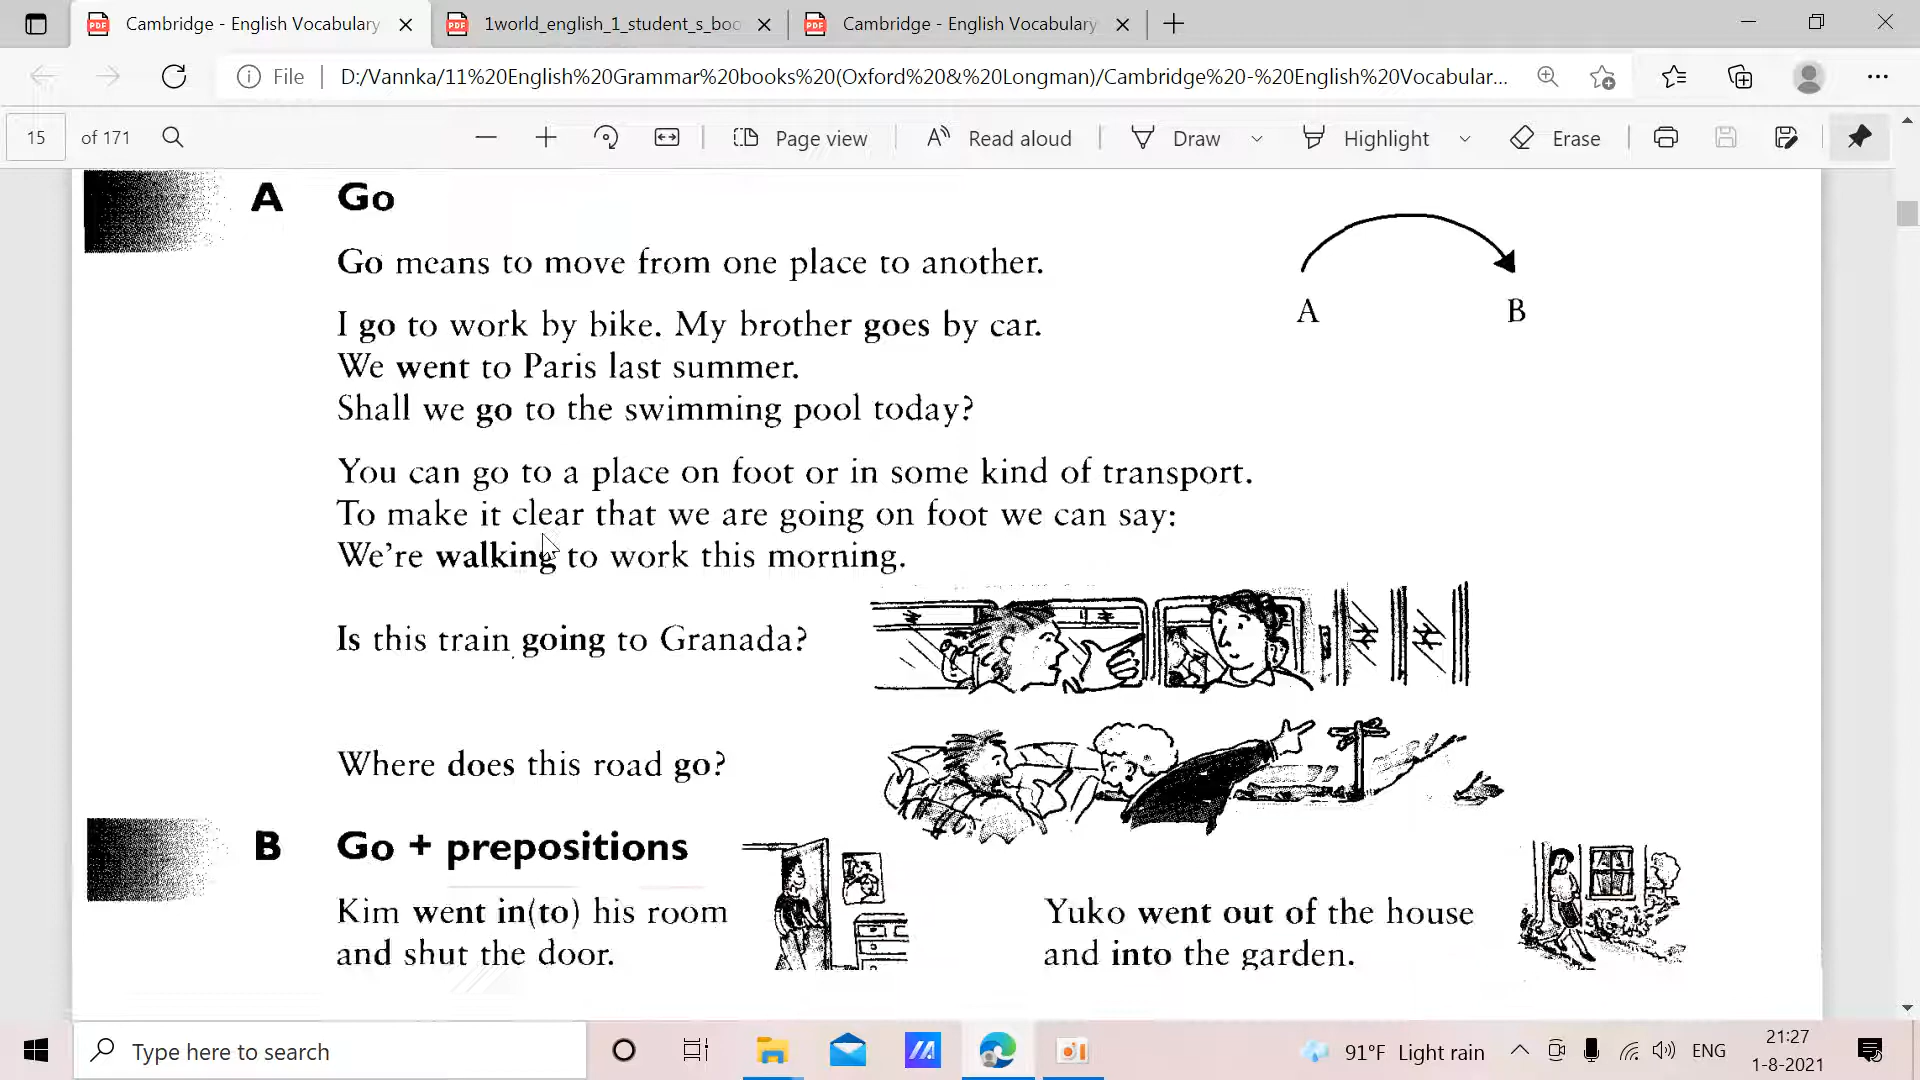 Cambridge - English Vocabulary
1world_english_1_student_s_boo
Cambridge - English Vocabulary
File
D:/Vannka/11%20English%20Grammar%20books%20(Oxford%20&%20Longman)/Cambridge%20-%20English%20Vocabular...
15 of 171
Page view
Read aloud
Draw
Highlight
Erase
A Go
Go means to move from one place to another.
A B
I go to work by bike. My brother goes by car.
We went to Paris last summer.
Shall we go to the swimming pool today?
You can go to a place on foot or in some kind of transport.
To make it clear that we are going on foot we can say:
We're walking to work this morning.
Is this train going to Granada?
Where does this road go?
B Go + prepositions
Kim went in(to) his room
and shut the door.
Yuko went out of the house
and into the garden.
Type here to search
91°F Light rain
ENG
21:27
1-8-2021